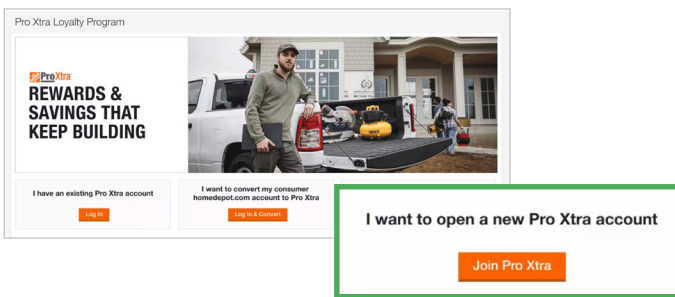 Pro Xtra Loyalty Program
ProXtra
REWARDS &
SAVINGS THAT
KEEP BUILDING
I have an existing Pro Xtra account
Log In
I want to convert my consumer
homedepot.com account to Pro Xtra
Log In & Convert
I want to open a new Pro Xtra account
Join Pro Xtra